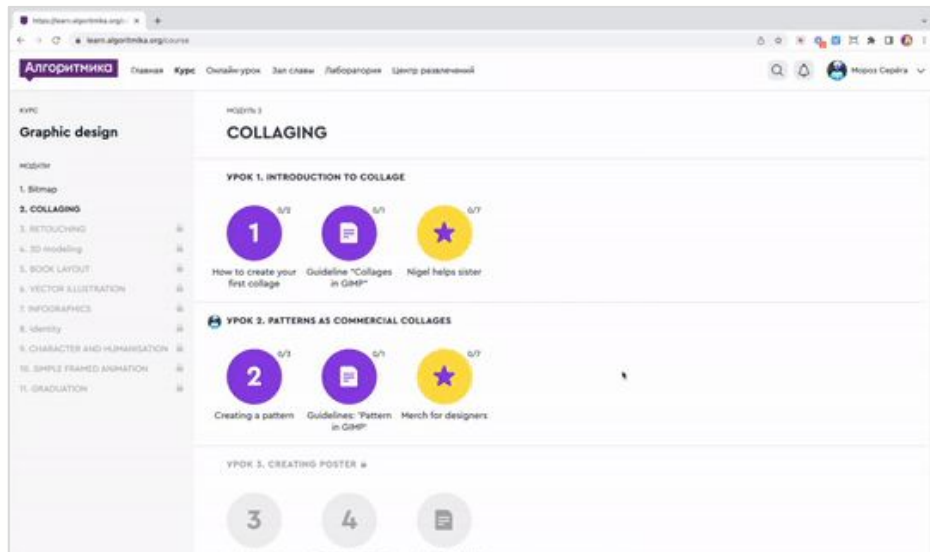 https://learn.algoritmika.org/c
learn.algoritmika.org/course
Алгоритмика
Главная Курс Онлайн-урок Зал славы Лаборатория Центр развлечений
Мороз Серёга
КУРС
Graphic design
МОДУЛИ
1. Bitmap
2. COLLAGING
3. RETOUCHING
4. 3D modeling
5. BOOK LAYOUT
6. VECTOR ILLUSTRATION
7. INFOGRAPHICS
8. Identity
9. CHARACTER AND HUMANISATION
10. SIMPLE FRAMED ANIMATION
11. GRADUATION
МОДУЛЬ 2
COLLAGING
УРОК 1. INTRODUCTION TO COLLAGE
0/2 0/1 0/7
1
How to create your first collage
Guideline "Collages in GIMP"
Nigel helps sister
УРОК 2. PATTERNS AS COMMERCIAL COLLAGES
0/3 0/1 0/7
2
Creating a pattern
Guidelines: "Pattern in GIMP"
Merch for designers
УРОК 3. CREATING POSTER
3 4